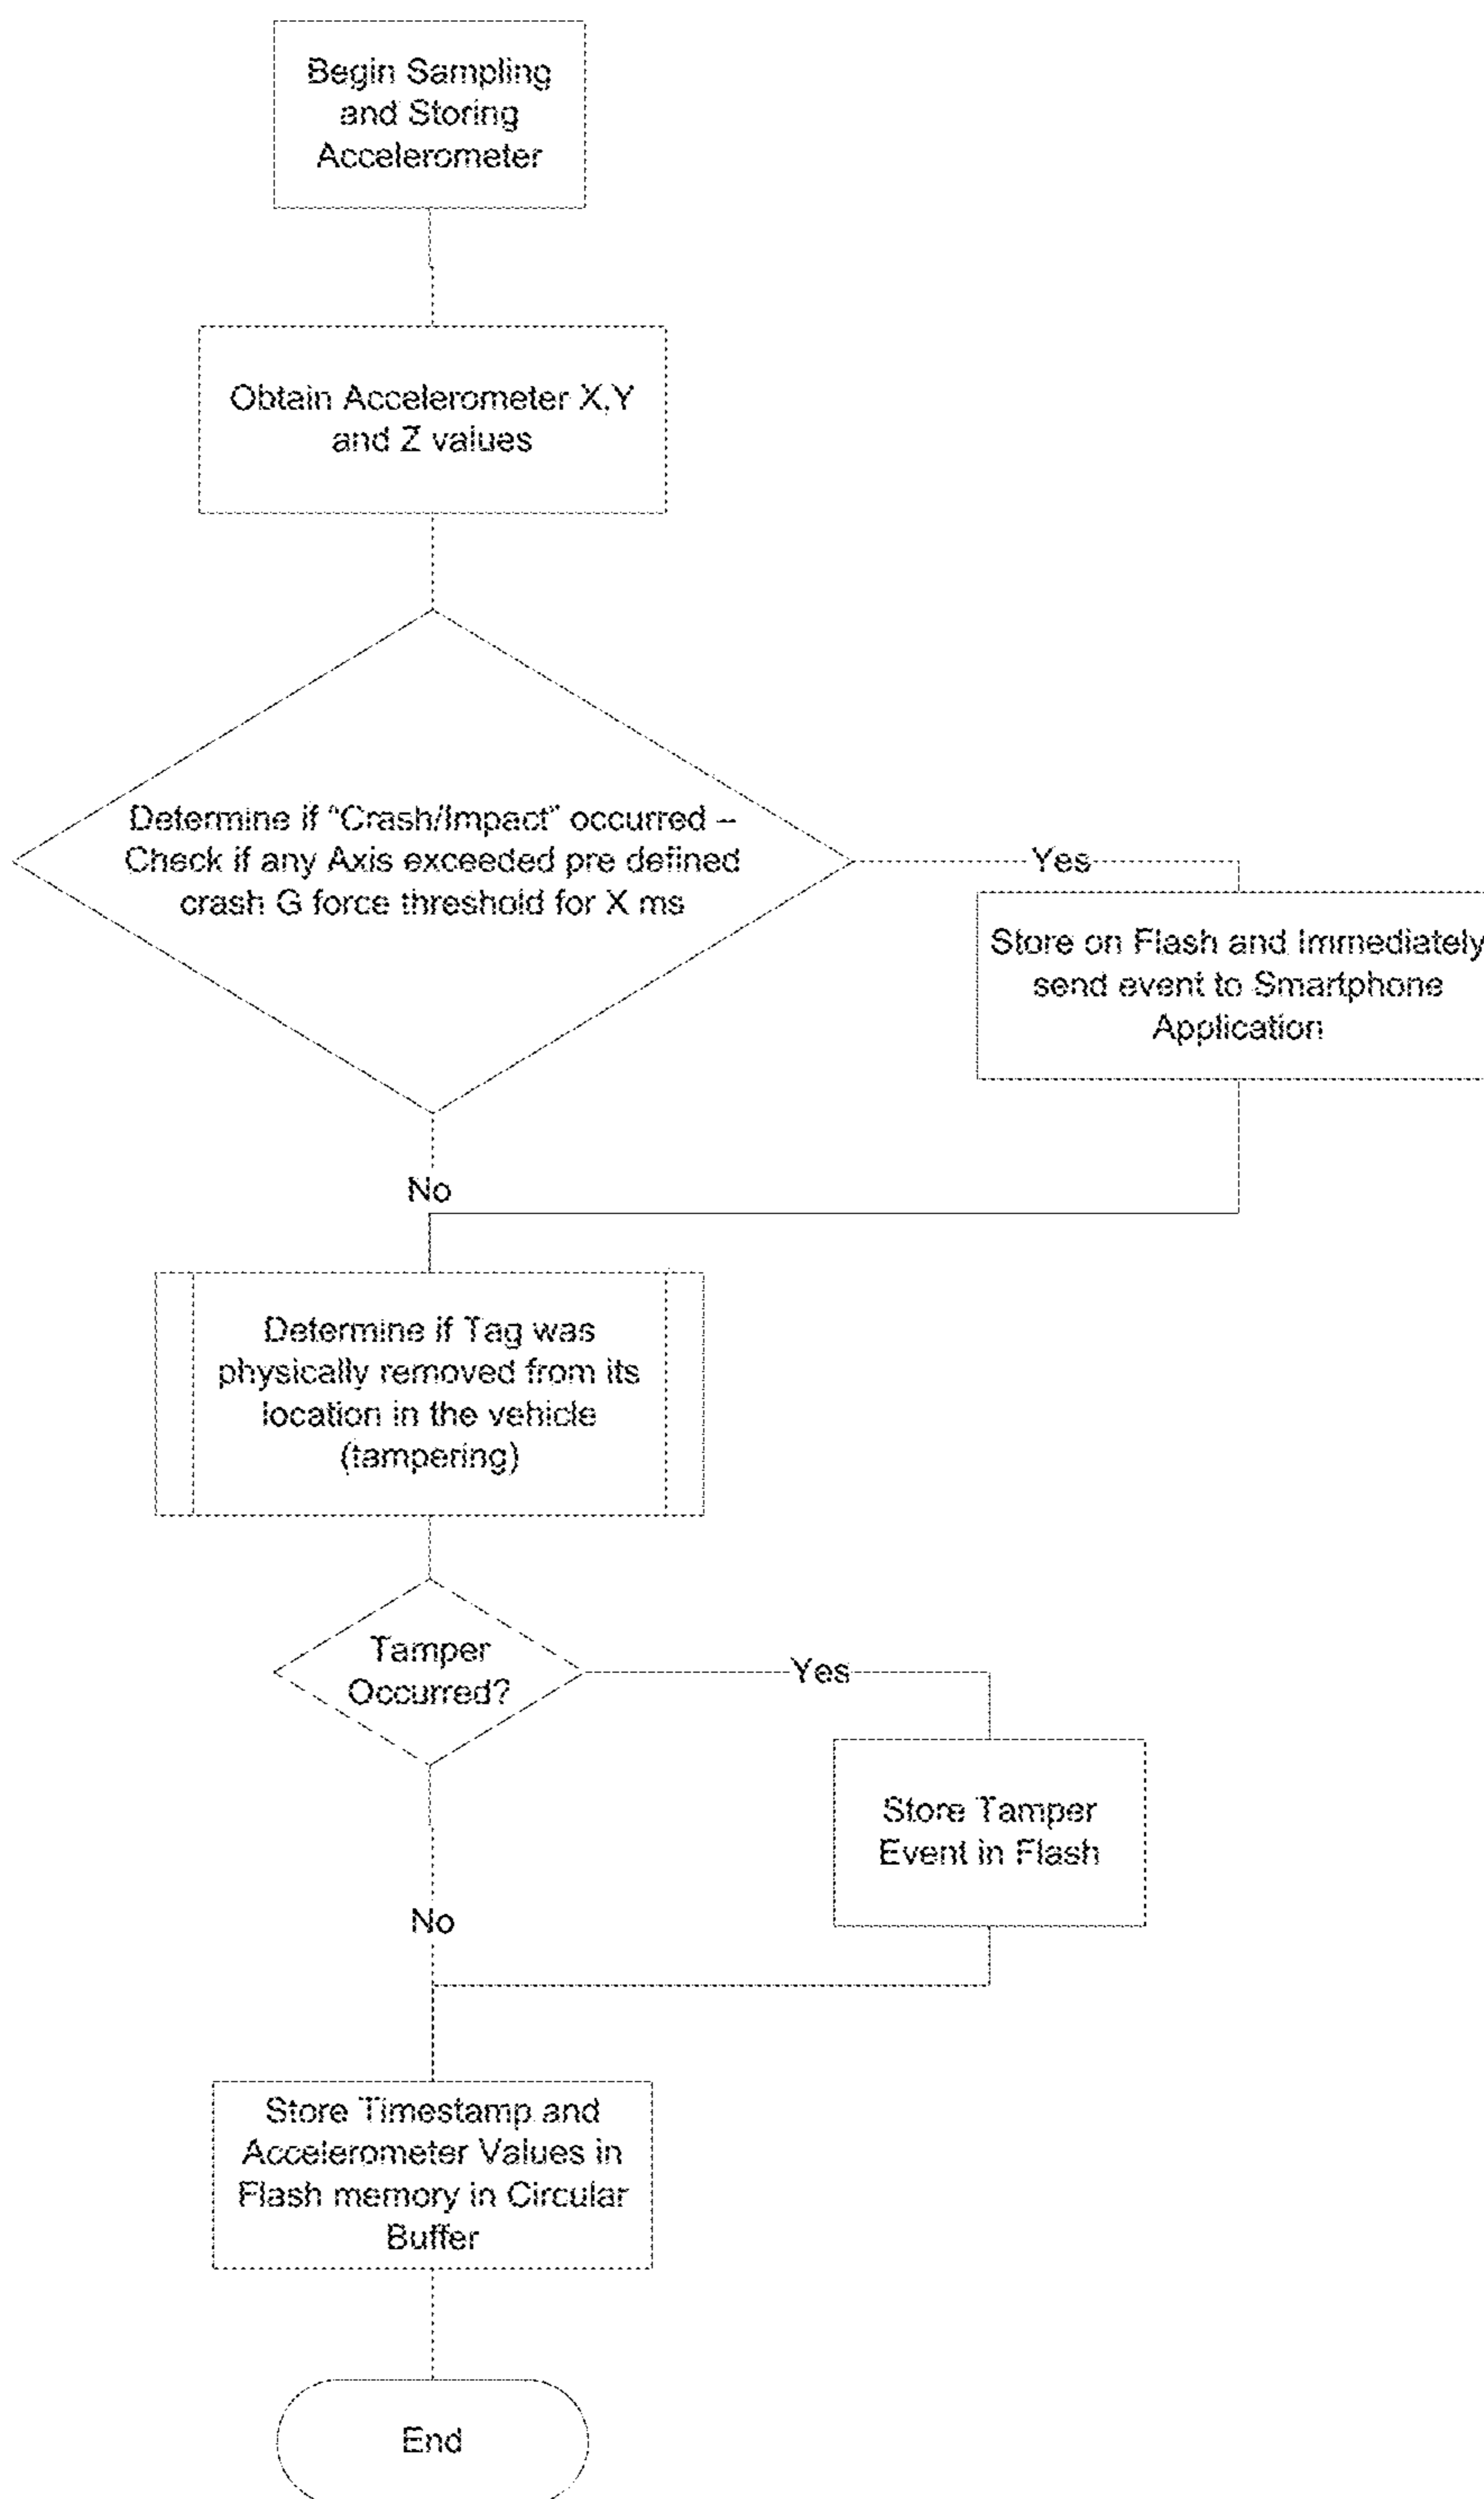 Begin Sampling
and Storing
Accelerometer
Obtain Accelerometer X,Y
and Z values
Determine if "Crash/Impact" occurred –
Check if any Axis exceeded pre defined
crash G force threshold for X ms
Yes
Store on Flash and Immediately
send event to Smartphone
Application
No
Determine if Tag was
physically removed from its
location in the vehicle
(tampering)
Tamper
Occurred?
Yes
Store Tamper
Event in Flash
No
Store Timestamp and
Accelerometer Values in
Flash memory in Circular
Buffer
End